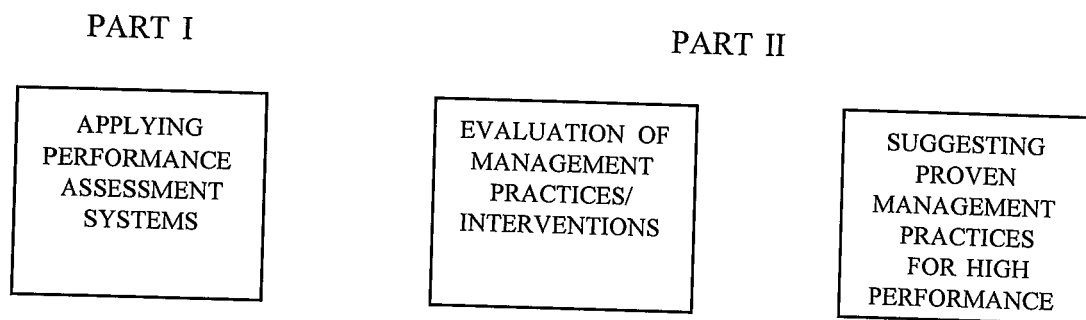 PART I
PART II
APPLYING
PERFORMANCE
ASSESSMENT
SYSTEMS
EVALUATION OF
MANAGEMENT
PRACTICES/
INTERVENTIONS
SUGGESTING
PROVEN
MANAGEMENT
PRACTICES
FOR HIGH
PERFORMANCE